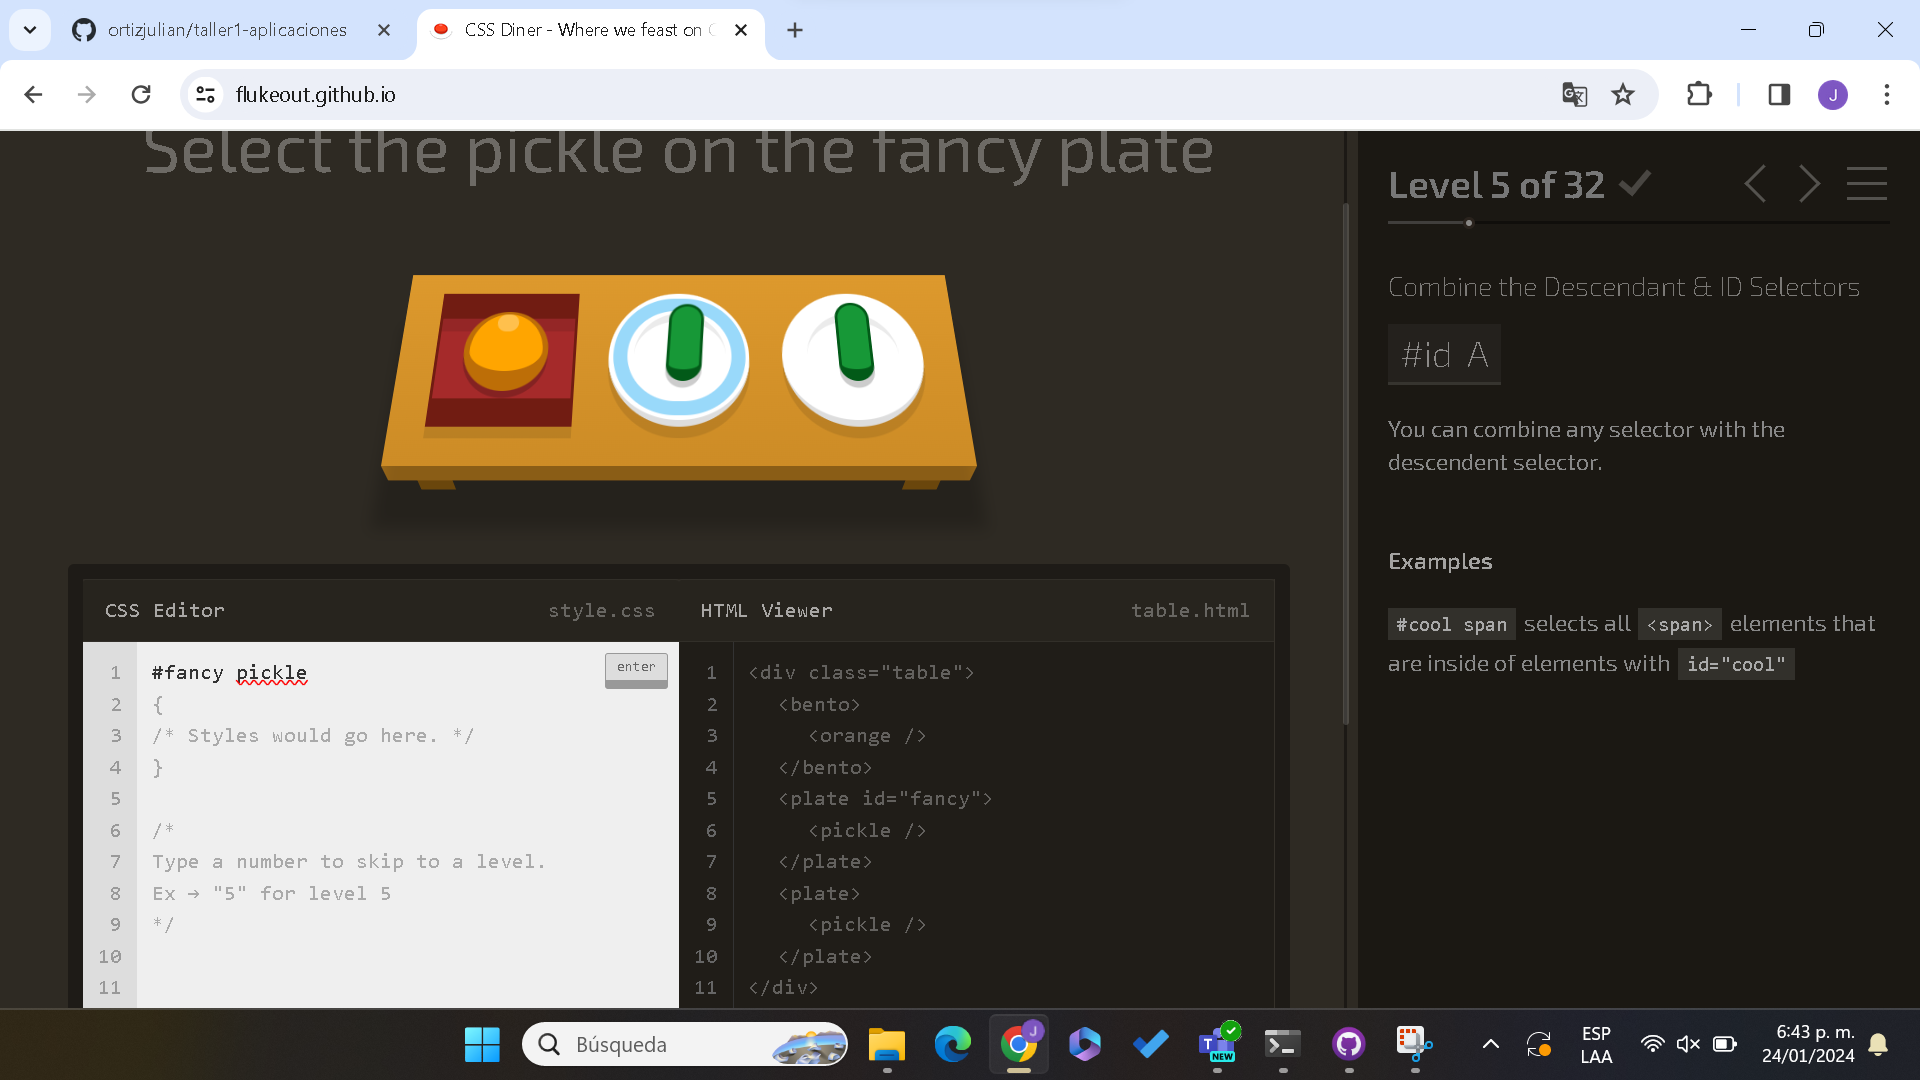 ortizjulian/taller1-aplicaciones
CSS Diner - Where we feast on C
flukeout.github.io
J
Select the pickle on the fancy plate
Level 5 of 32
Combine the Descendant & ID Selectors
#id A
You can combine any selector with the
descendent selector.
Examples
#cool span selects all <span> elements that
are inside of elements with id="cool"
CSS Editor style.css
HTML Viewer table.html
1 #fancy pickle
enter
2 {
3 /* Styles would go here. */
4 }
5
6 /*
7 Type a number to skip to a level.
8 Ex → "5" for level 5
9 */
10
11
1 <div class="table">
2 <bento>
3 <orange />
4 </bento>
5 <plate id="fancy">
6 <pickle />
7 </plate>
8 <plate>
9 <pickle />
10 </plate>
11 </div>
Búsqueda
J
T
NEW
ESP
LAA
6:43 p. m.
24/01/2024